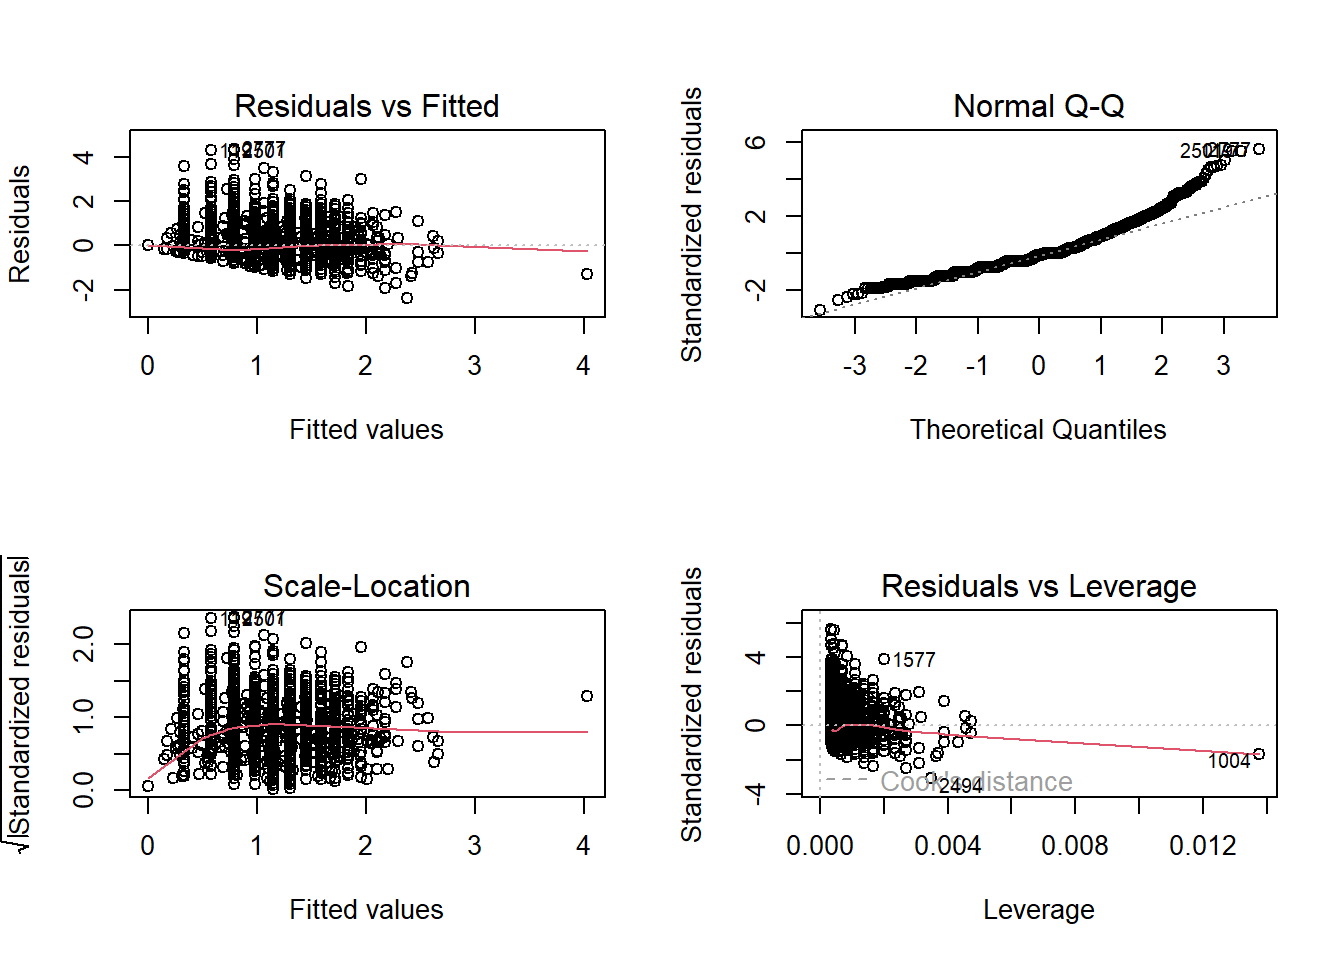 Residuals vs Fitted
Residuals
4
2
0
-2
2777
0
1
2
3
4
Fitted values
Normal Q-Q
Standardized residuals
6
2
-2
-3
-2
-1
0
1
2
3
Theoretical Quantiles
Scale-Location
√|Standardized residuals|
2.0
1.0
0.0
0
1
2
3
4
Fitted values
Residuals vs Leverage
Standardized residuals
4
0
-4
1577
1004
2494
Cook's distance
0.000
0.004
0.008
0.012
Leverage